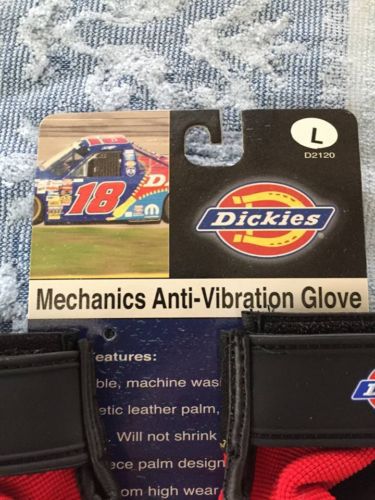 L
D2120
18
Dickies
Mechanics Anti-Vibration Glove
eatures:
ble, machine was
etic leather palm,
. Will not shrink
ece palm design
om high wear